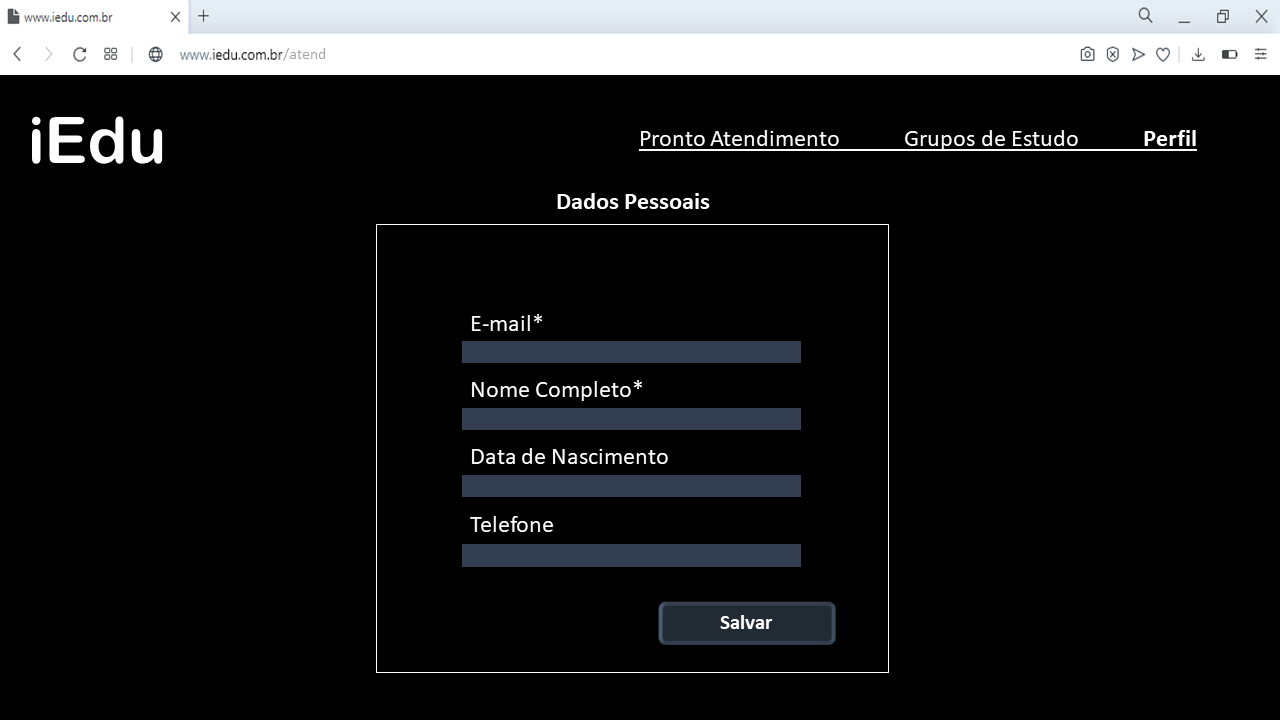 www.iedu.com.br
www.iedu.com.br/atend
iEdu
Pronto Atendimento Grupos de Estudo Perfil
Dados Pessoais
E-mail*
Nome Completo*
Data de Nascimento
Telefone
Salvar